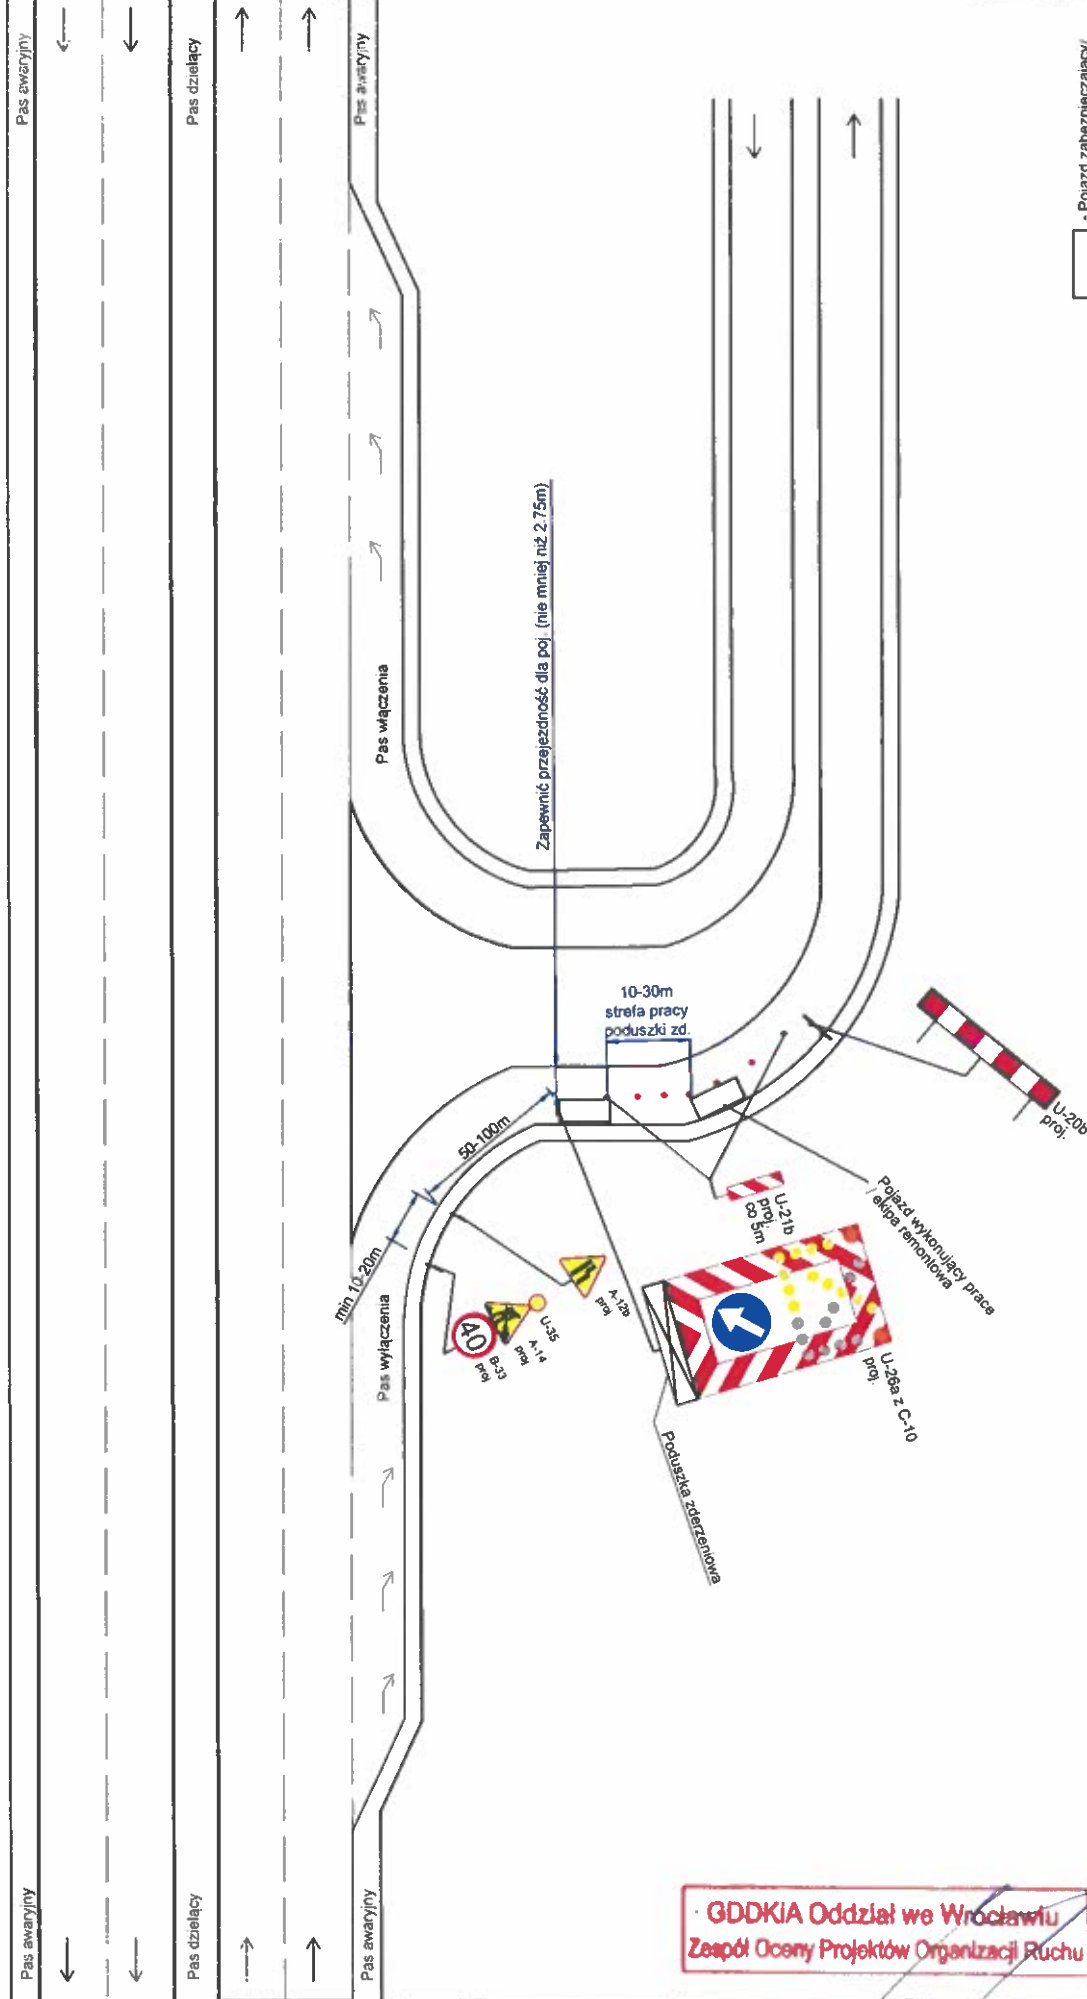 Pas awaryjny
Pas dzielący
Pas awaryjny
- Pojazd zabezpieczający/
Zapewnić przejezdność dla poj. (nie mniej niż 2.75m)
Pas włączenia
10-30m
strefa pracy
poduszki zd.
50-100m
min 10-20m
Pas wyłączenia
40
B-33
proj
A-14
proj
U-35
A-12b
proj
U-21b
proj.
co 5m
U-20b
proj.
Pojazd wykonujący prace
/ ekipa remontowa
U-26a z C-10
proj.
Poduszka zderzeniowa
Pas awaryjny
Pas dzielący
Pas awaryjny
GDDKiA Oddział we Wrocławiu
Zespół Oceny Projektów Organizacji Ruchu